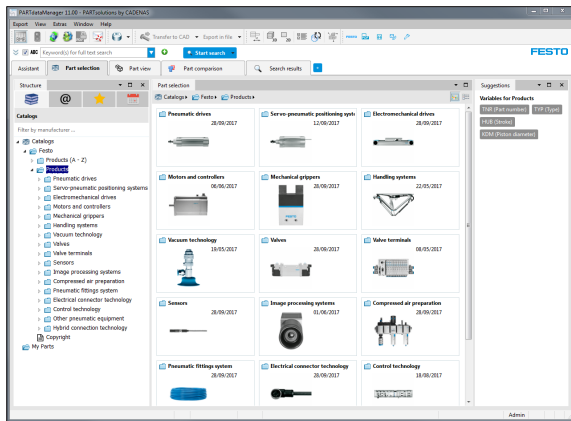 PARTdataManager 11.00 - PARTsolutions by CADENAS
Export View Extras Window Help
Transfer to CAD Export in file
ABC Keyword(s) for full text search Start search FESTO
Assistant Part selection Part view Part comparison Search results
Structure
Catalogs
Filter by manufacturer ...
Catalogs
Festo
Products (A - Z)
Products
Pneumatic drives
Servo-pneumatic positioning systems
Electromechanical drives
Motors and controllers
Mechanical grippers
Handling systems
Vacuum technology
Valves
Valve terminals
Sensors
Image processing systems
Compressed air preparation
Pneumatic fittings system
Electrical connector technology
Control technology
Other pneumatic equipment
Hybrid connection technology
Copyright
My Parts
Part selection
Catalogs Festo Products
Pneumatic drives
28/09/2017
Servo-pneumatic positioning syst
12/09/2017
Electromechanical drives
28/09/2017
Motors and controllers
06/06/2017
Mechanical grippers
28/09/2017
FESTO
Handling systems
22/05/2017
Vacuum technology
19/05/2017
Valves
28/09/2017
Valve terminals
08/05/2017
Sensors
28/09/2017
Image processing systems
01/06/2017
Compressed air preparation
28/09/2017
Pneumatic fittings system
28/09/2017
Electrical connector technology
28/09/2017
Control technology
18/08/2017
Suggestions
Variables for Products
TNR (Part number) TYP (Type)
HUB (Stroke)
KDM (Piston diameter)
Admin